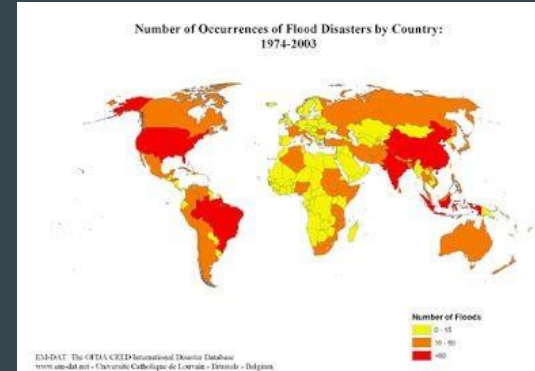 Number of Occurrences of Flood Disasters by Country:
1974-2003
Number of Floods
0 - 15
>60
EM-DAT: The OFDA/CRED International Disaster Database
www.em-dat.net - Université Catholique de Louvain - Brussels - Belgium